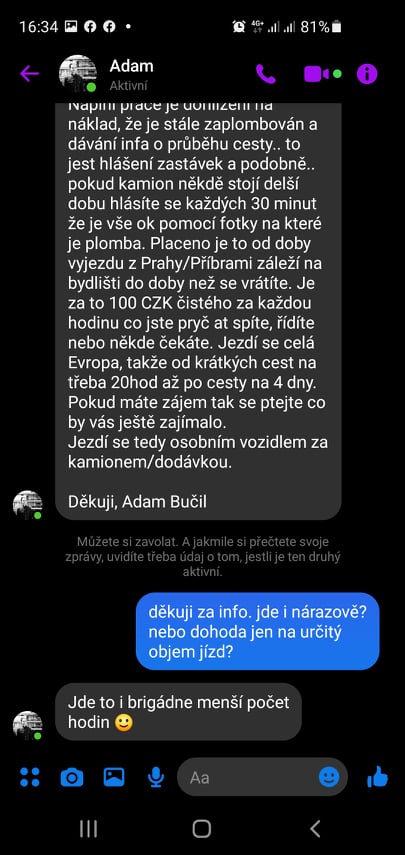 16:34
4G+
81%
Adam
Aktivní
Náplní práce je dohlížení na
náklad, že je stále zaplombován a
dávání infa o průběhu cesty.. to
jest hlášení zastávek a podobně..
pokud kamion někdě stojí delší
dobu hlásíte se každých 30 minut
že je vše ok pomocí fotky na které
je plomba. Placeno je to od doby
vyjezdu z Prahy/Příbrami záleží na
bydlišti do doby než se vrátíte. Je
za to 100 CZK čistého za každou
hodinu co jste pryč at spíte, řídíte
nebo někde čekáte. Jezdí se celá
Evropa, takže od krátkých cest na
třeba 20hod až po cesty na 4 dny.
Pokud máte zájem tak se ptejte co
by vás ještě zajímalo.
Jezdí se tedy osobním vozidlem za
kamionem/dodávkou.
Děkuji, Adam Bučil
Můžete si zavolat. A jakmile si přečtete svoje
zprávy, uvidíte třeba údaj o tom, jestli je ten druhý
aktivní.
děkuji za info. jde i nárazově?
nebo dohoda jen na určitý
objem jízd?
Jde to i brigádne menší počet
hodin 🙂
Aa